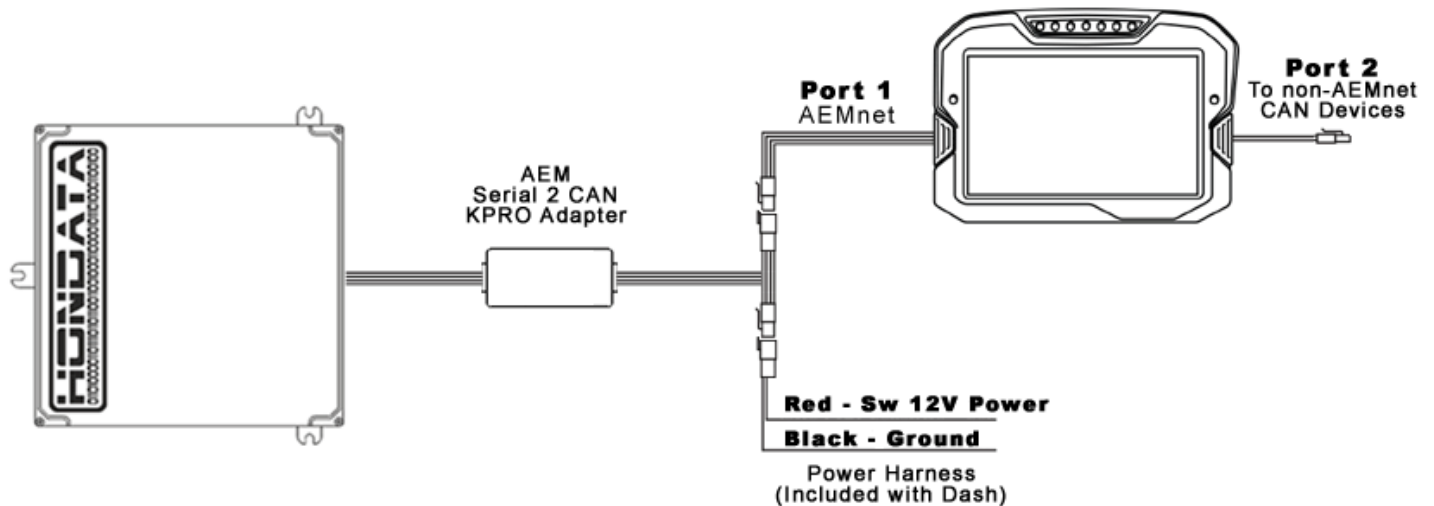 HONDATA
AEM
Serial 2 CAN
KPRO Adapter
Port 1
AEMnet
Port 2
To non-AEMnet
CAN Devices
Red - Sw 12V Power
Black - Ground
Power Harness
(Included with Dash)